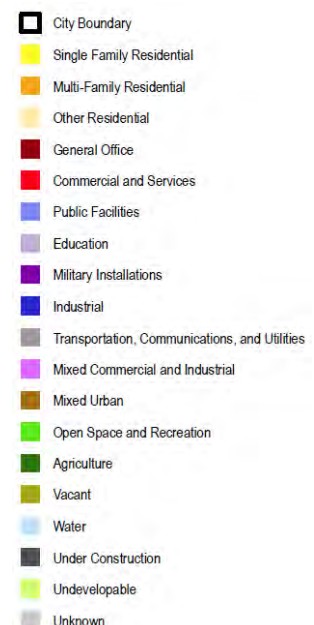 City Boundary
Single Family Residential
Multi-Family Residential
Other Residential
General Office
Commercial and Services
Public Facilities
Education
Military Installations
Industrial
Transportation, Communications, and Utilities
Mixed Commercial and Industrial
Mixed Urban
Open Space and Recreation
Agriculture
Vacant
Water
Under Construction
Undevelopable
Unknown